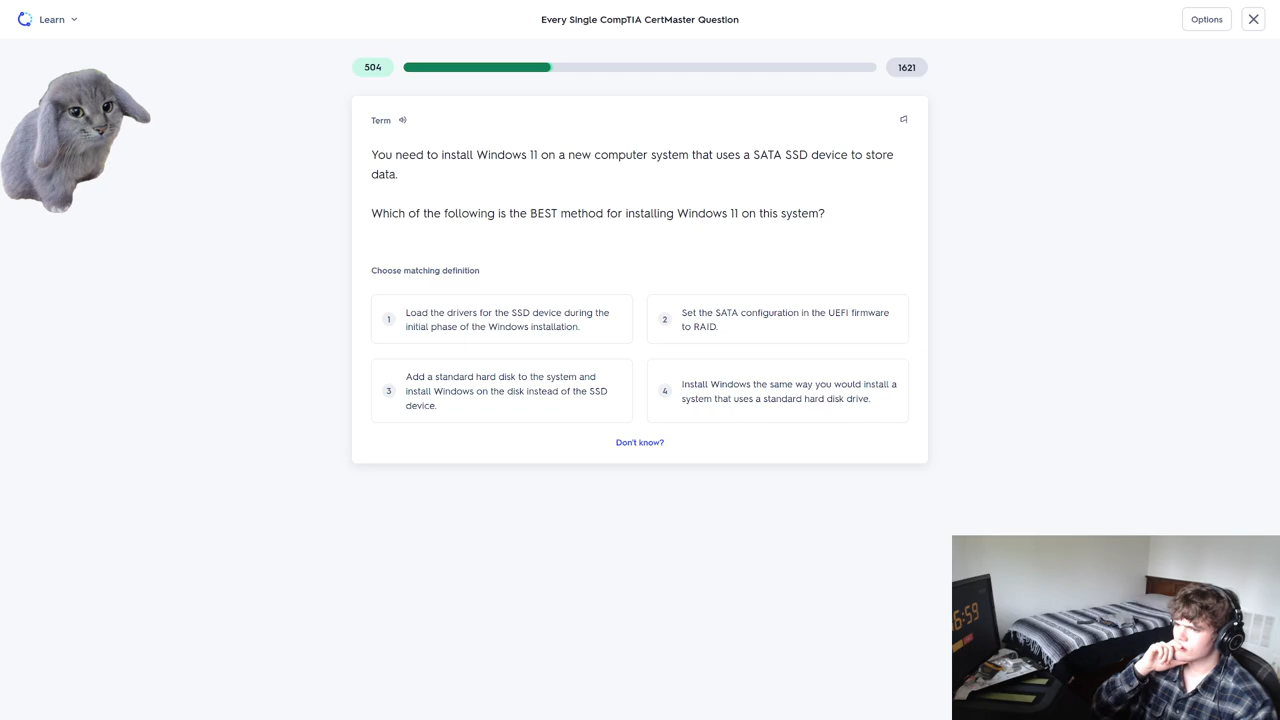 Learn
Every Single CompTIA CertMaster Question
Options
504
1621
Term
You need to install Windows 11 on a new computer system that uses a SATA SSD device to store
data.
Which of the following is the BEST method for installing Windows 11 on this system?
Choose matching definition
1
Load the drivers for the SSD device during the
initial phase of the Windows installation.
2
Set the SATA configuration in the UEFI firmware
to RAID.
3
Add a standard hard disk to the system and
install Windows on the disk instead of the SSD
device.
4
Install Windows the same way you would install a
system that uses a standard hard disk drive.
Don't know?
6:59